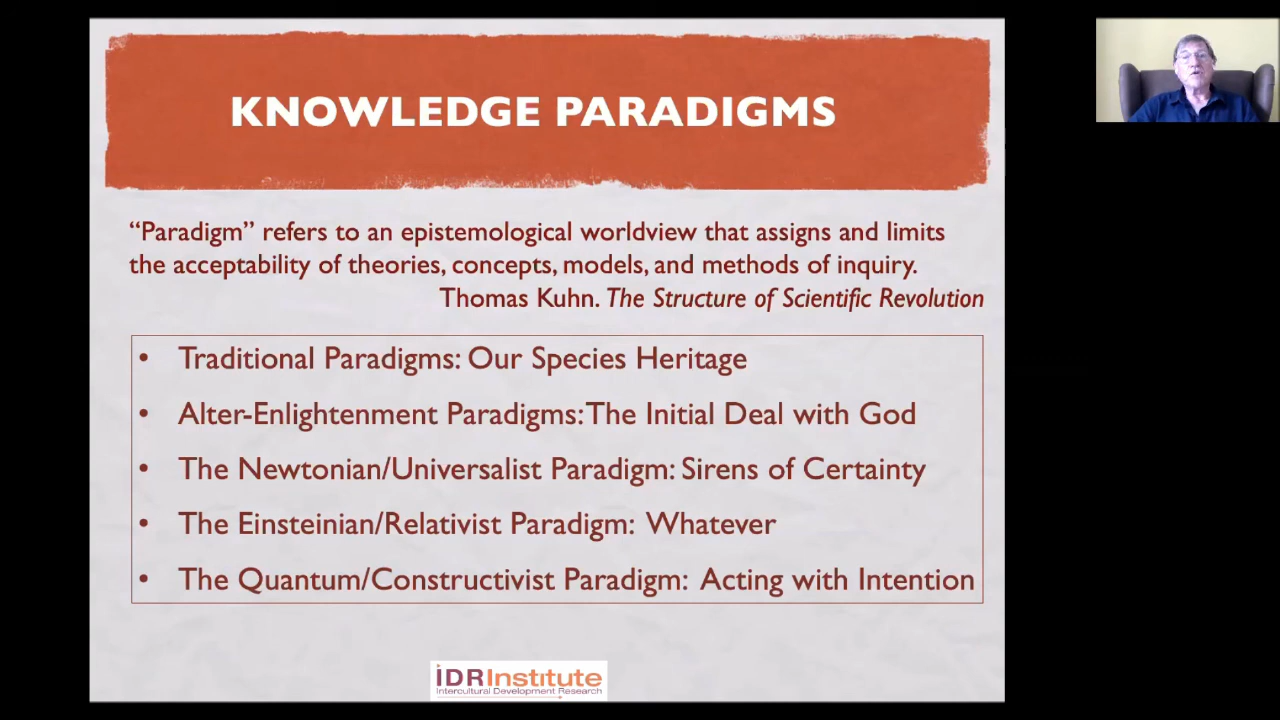 KNOWLEDGE PARADIGMS
“Paradigm” refers to an epistemological worldview that assigns and limits
the acceptability of theories, concepts, models, and methods of inquiry.
Thomas Kuhn. The Structure of Scientific Revolution
• Traditional Paradigms: Our Species Heritage
• Alter-Enlightenment Paradigms: The Initial Deal with God
• The Newtonian/Universalist Paradigm: Sirens of Certainty
• The Einsteinian/Relativist Paradigm: Whatever
• The Quantum/Constructivist Paradigm: Acting with Intention
iDRInstitute
Intercultural Development Research